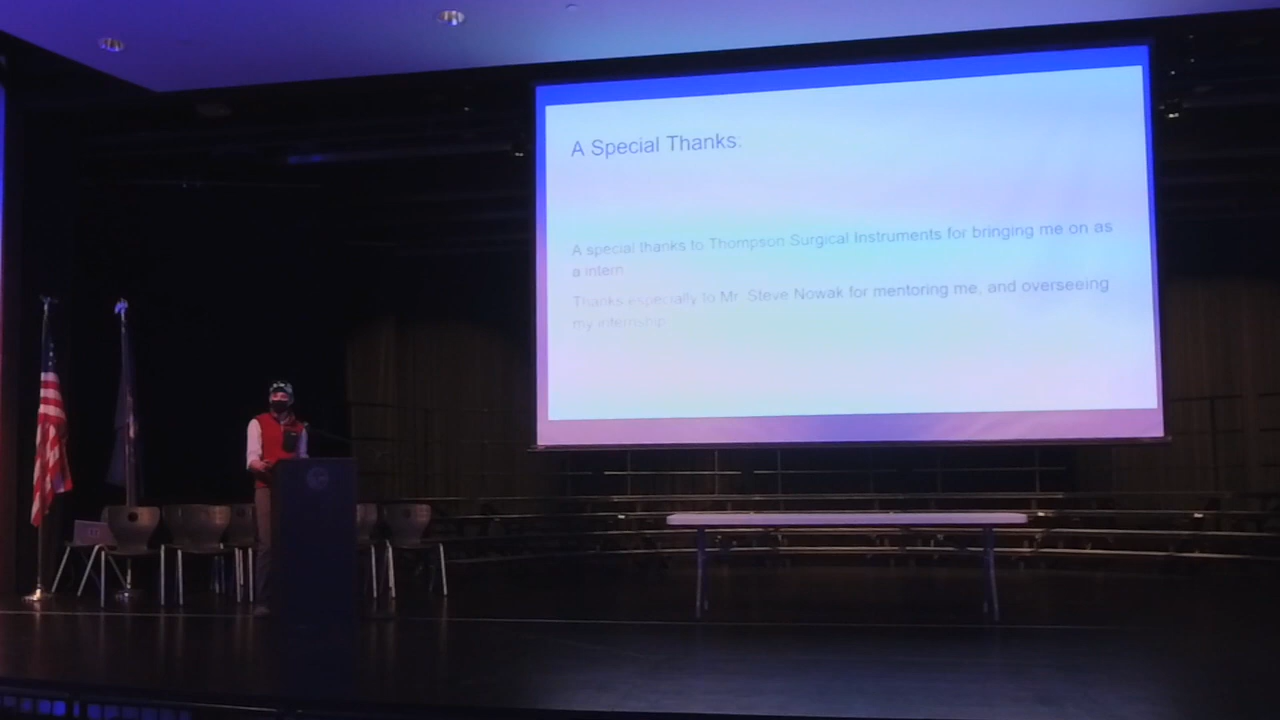 A Special Thanks:
A special thanks to Thompson Surgical Instruments for bringing me on as
a intern
Thanks especially to Mr. Steve Nowak for mentoring me, and overseeing
my internship